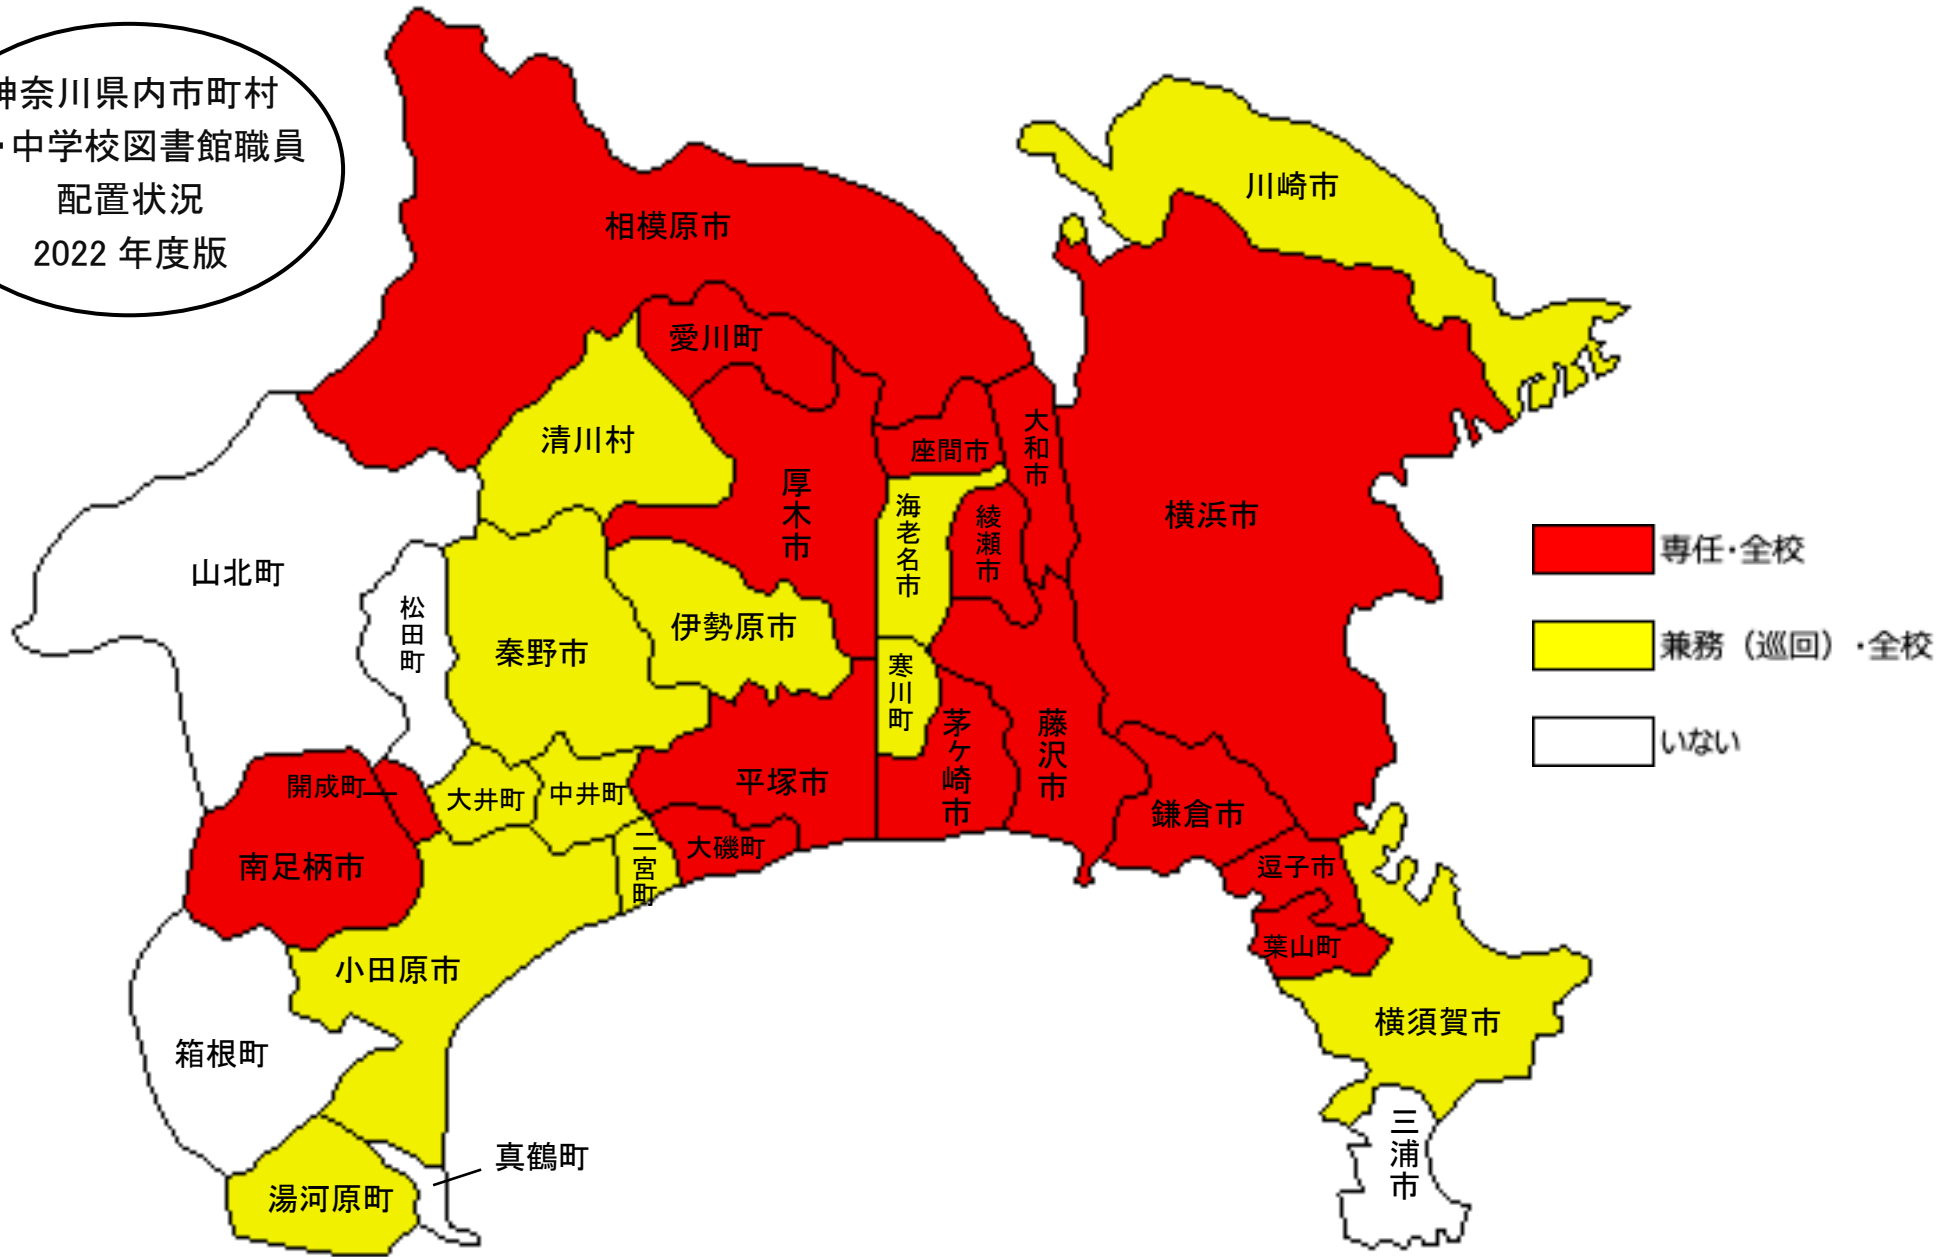 神奈川県内市町村
・中学校図書館職員
配置状況
2022 年度版
川崎市
相模原市
愛川町
清川村
大和市
座間市
厚木市
海老名市
綾瀬市
横浜市
専任・全校
山北町
松田町
秦野市
伊勢原市
兼務（巡回）・全校
寒川町
茅ケ崎市
藤沢市
いない
開成町
大井町
中井町
平塚市
鎌倉市
南足柄市
二宮町
大磯町
逗子市
葉山町
小田原市
横須賀市
箱根町
三浦市
真鶴町
湯河原町